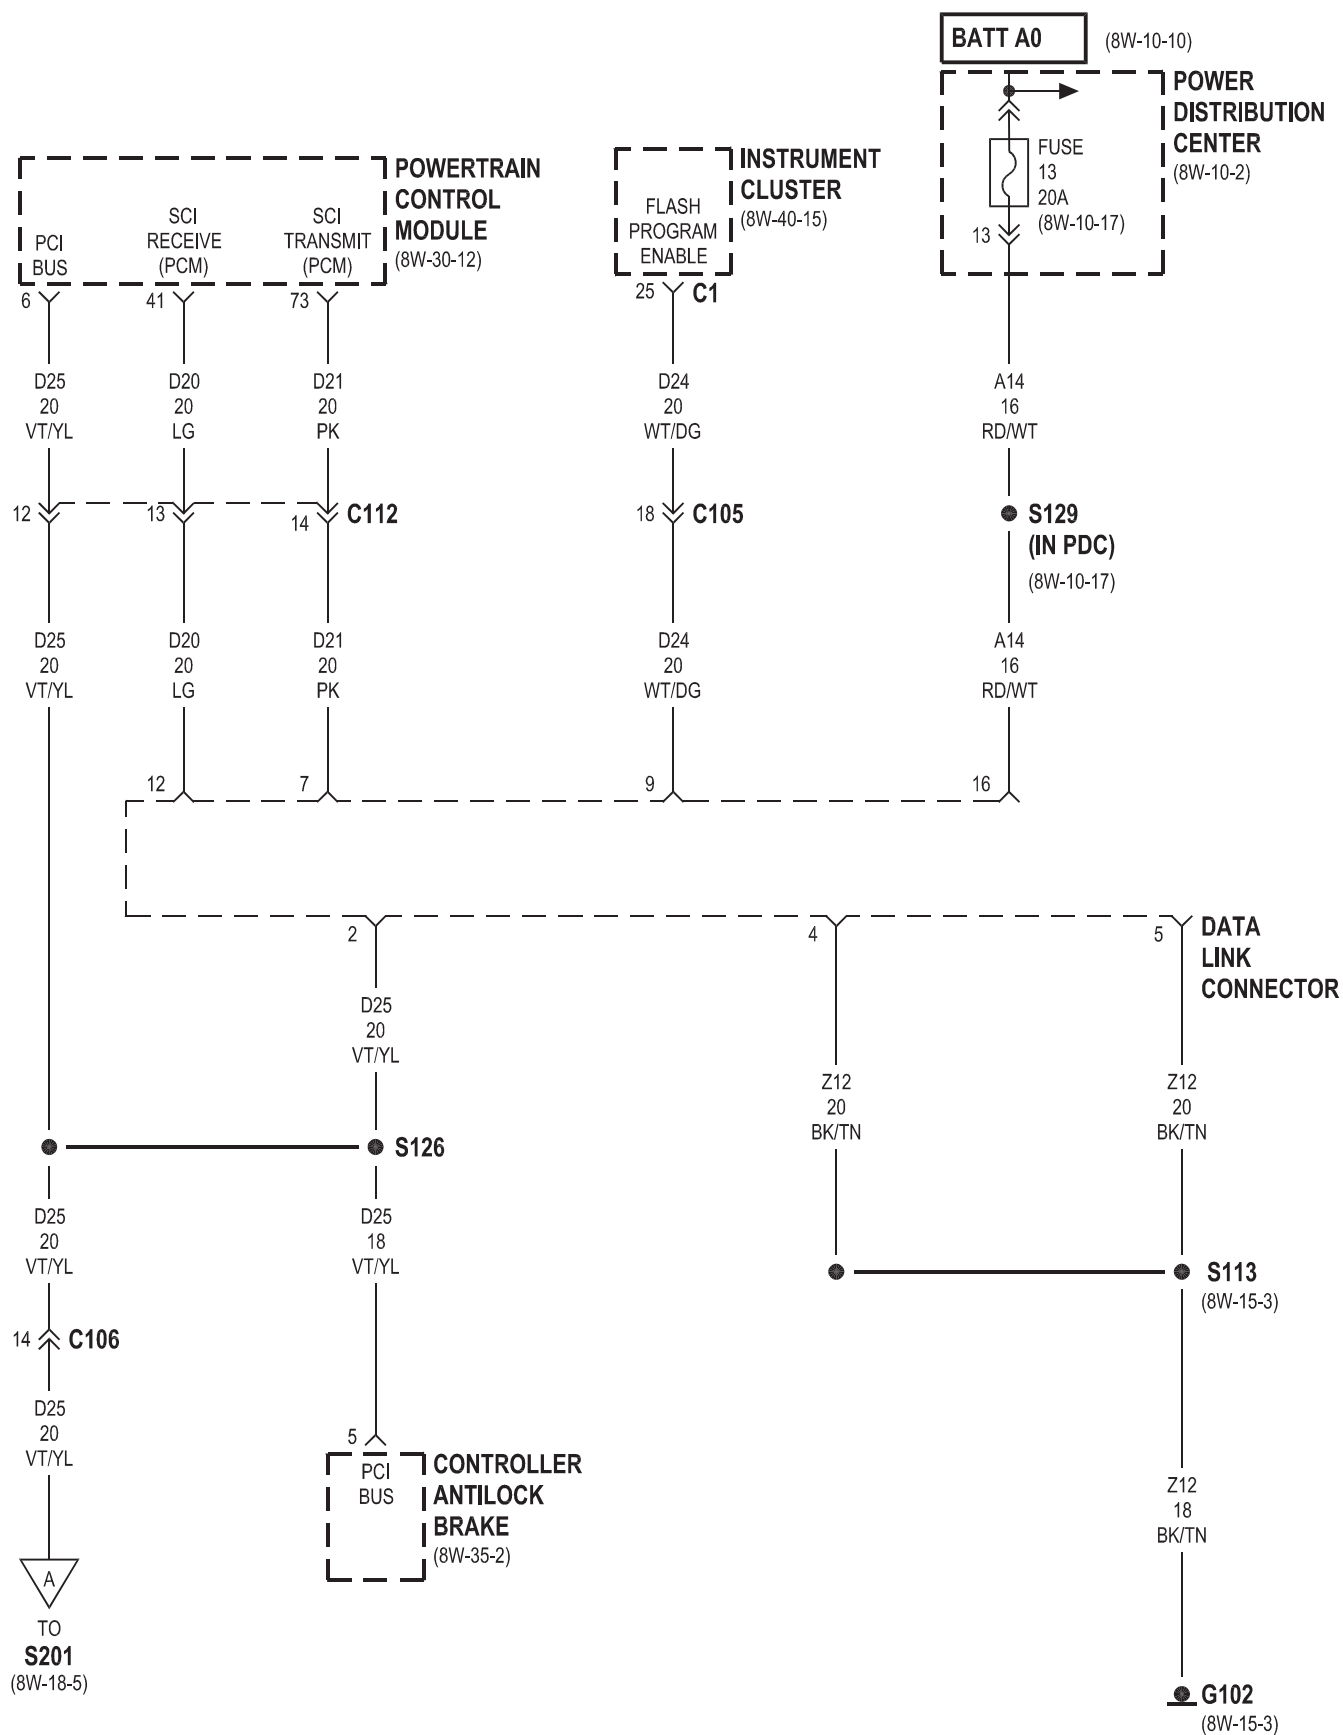 BATT A0
(8W-10-10)
POWER
DISTRIBUTION
CENTER
(8W-10-2)
FUSE
13
20A
(8W-10-17)
13
POWERTRAIN
CONTROL
MODULE
(8W-30-12)
PCI
BUS
SCI
RECEIVE
(PCM)
SCI
TRANSMIT
(PCM)
INSTRUMENT
CLUSTER
(8W-40-15)
FLASH
PROGRAM
ENABLE
6
41
73
25
C1
D25
20
VT/YL
D20
20
LG
D21
20
PK
D24
20
WT/DG
A14
16
RD/WT
12
13
14
C112
18
C105
S129
(IN PDC)
(8W-10-17)
D25
20
VT/YL
D20
20
LG
D21
20
PK
D24
20
WT/DG
A14
16
RD/WT
12
7
9
16
2
4
5
DATA
LINK
CONNECTOR
D25
20
VT/YL
Z12
20
BK/TN
Z12
20
BK/TN
S126
D25
20
VT/YL
D25
18
VT/YL
S113
(8W-15-3)
14
C106
D25
20
VT/YL
5
PCI
BUS
CONTROLLER
ANTILOCK
BRAKE
(8W-35-2)
Z12
18
BK/TN
A
TO
S201
(8W-18-5)
G102
(8W-15-3)